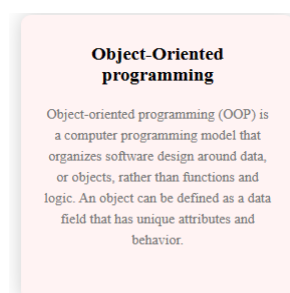 Object-Oriented
programming
Object-oriented programming (OOP) is
a computer programming model that
organizes software design around data,
or objects, rather than functions and
logic. An object can be defined as a data
field that has unique attributes and
behavior.